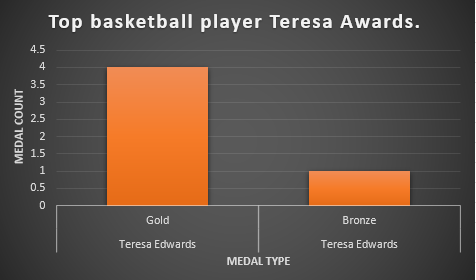 Top basketball player Teresa Awards.
4.5
4
3.5
3
2.5
2
1.5
1
0.5
0
MEDAL COUNT
Gold Bronze
Teresa Edwards Teresa Edwards
MEDAL TYPE